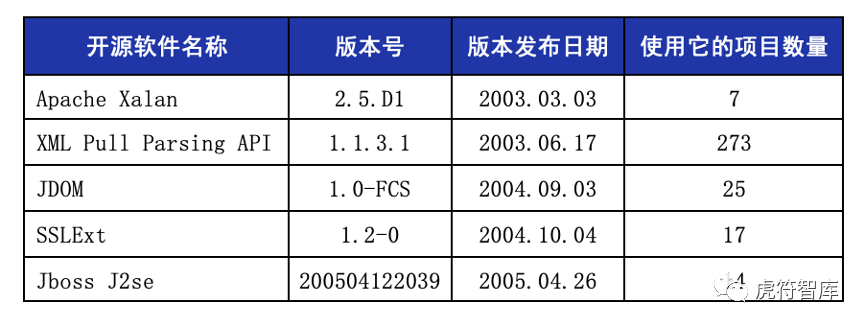 开源软件名称 版本号 版本发布日期 使用它的项目数量
Apache Xalan 2.5.D1 2003.03.03 7
XML Pull Parsing API 1.1.3.1 2003.06.17 273
JDOM 1.0-FCS 2004.09.03 25
SSLExt 1.2-0 2004.10.04 17
Jboss J2se 200504122039 2005.04.26 4
虎符智库